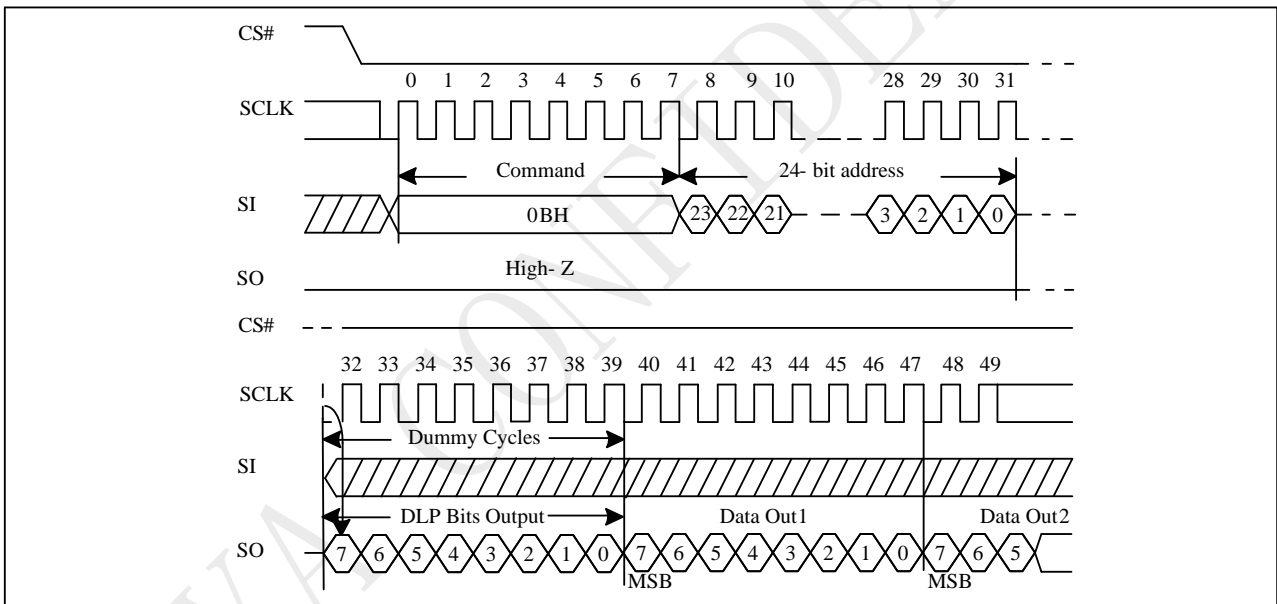 CS#
0 1 2 3 4 5 6 7 8 9 10 28 29 30 31
SCLK
Command 24- bit address
SI
0BH 23 22 21 3 2 1 0
High- Z
SO
CS#
32 33 34 35 36 37 38 39 40 41 42 43 44 45 46 47 48 49
SCLK
Dummy Cycles
SI
DLP Bits Output Data Out1 Data Out2
SO 7 6 5 4 3 2 1 0 7 6 5 4 3 2 1 0 7 6 5
MSB MSB